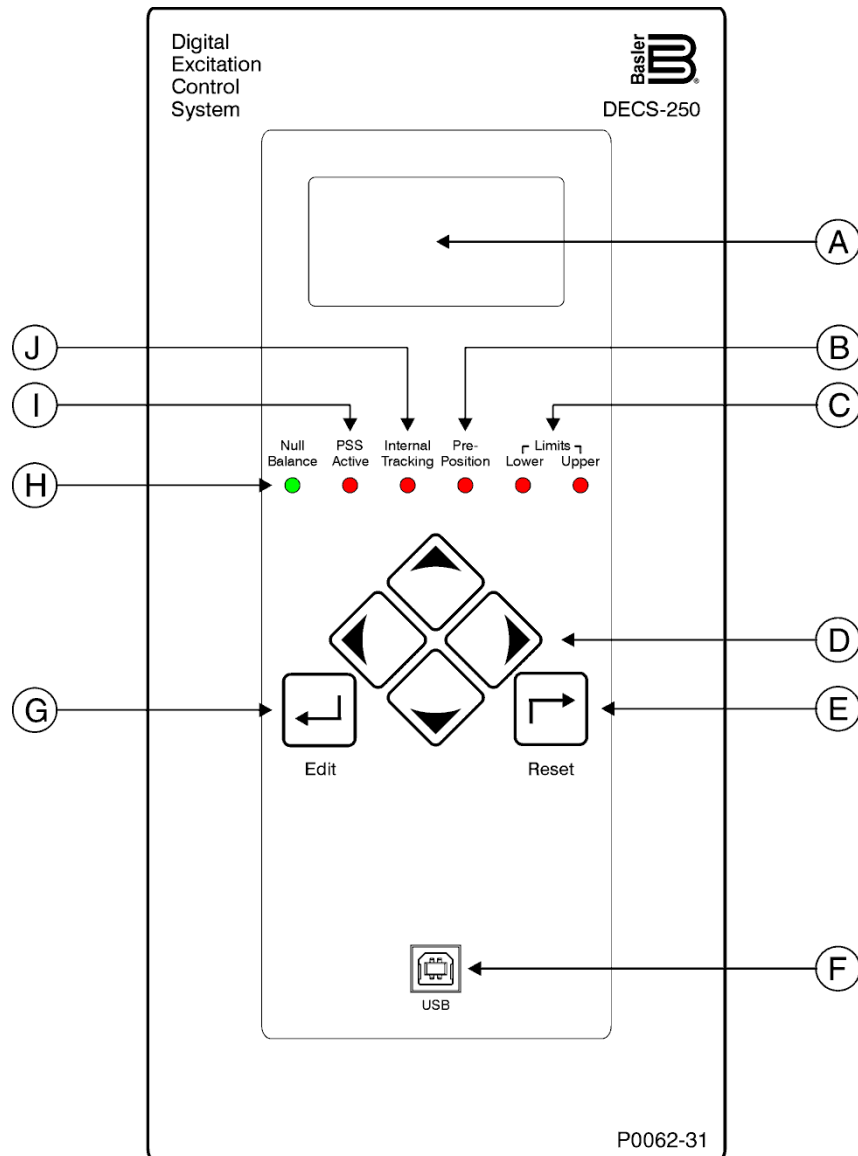 Digital
Excitation
Control
System
Basler
DECS-250
A
J
B
I
C
Null
Balance
PSS
Active
Internal
Tracking
Pre-
Position
Limits
Lower
Upper
H
D
G
E
Edit
Reset
F
USB
P0062-31